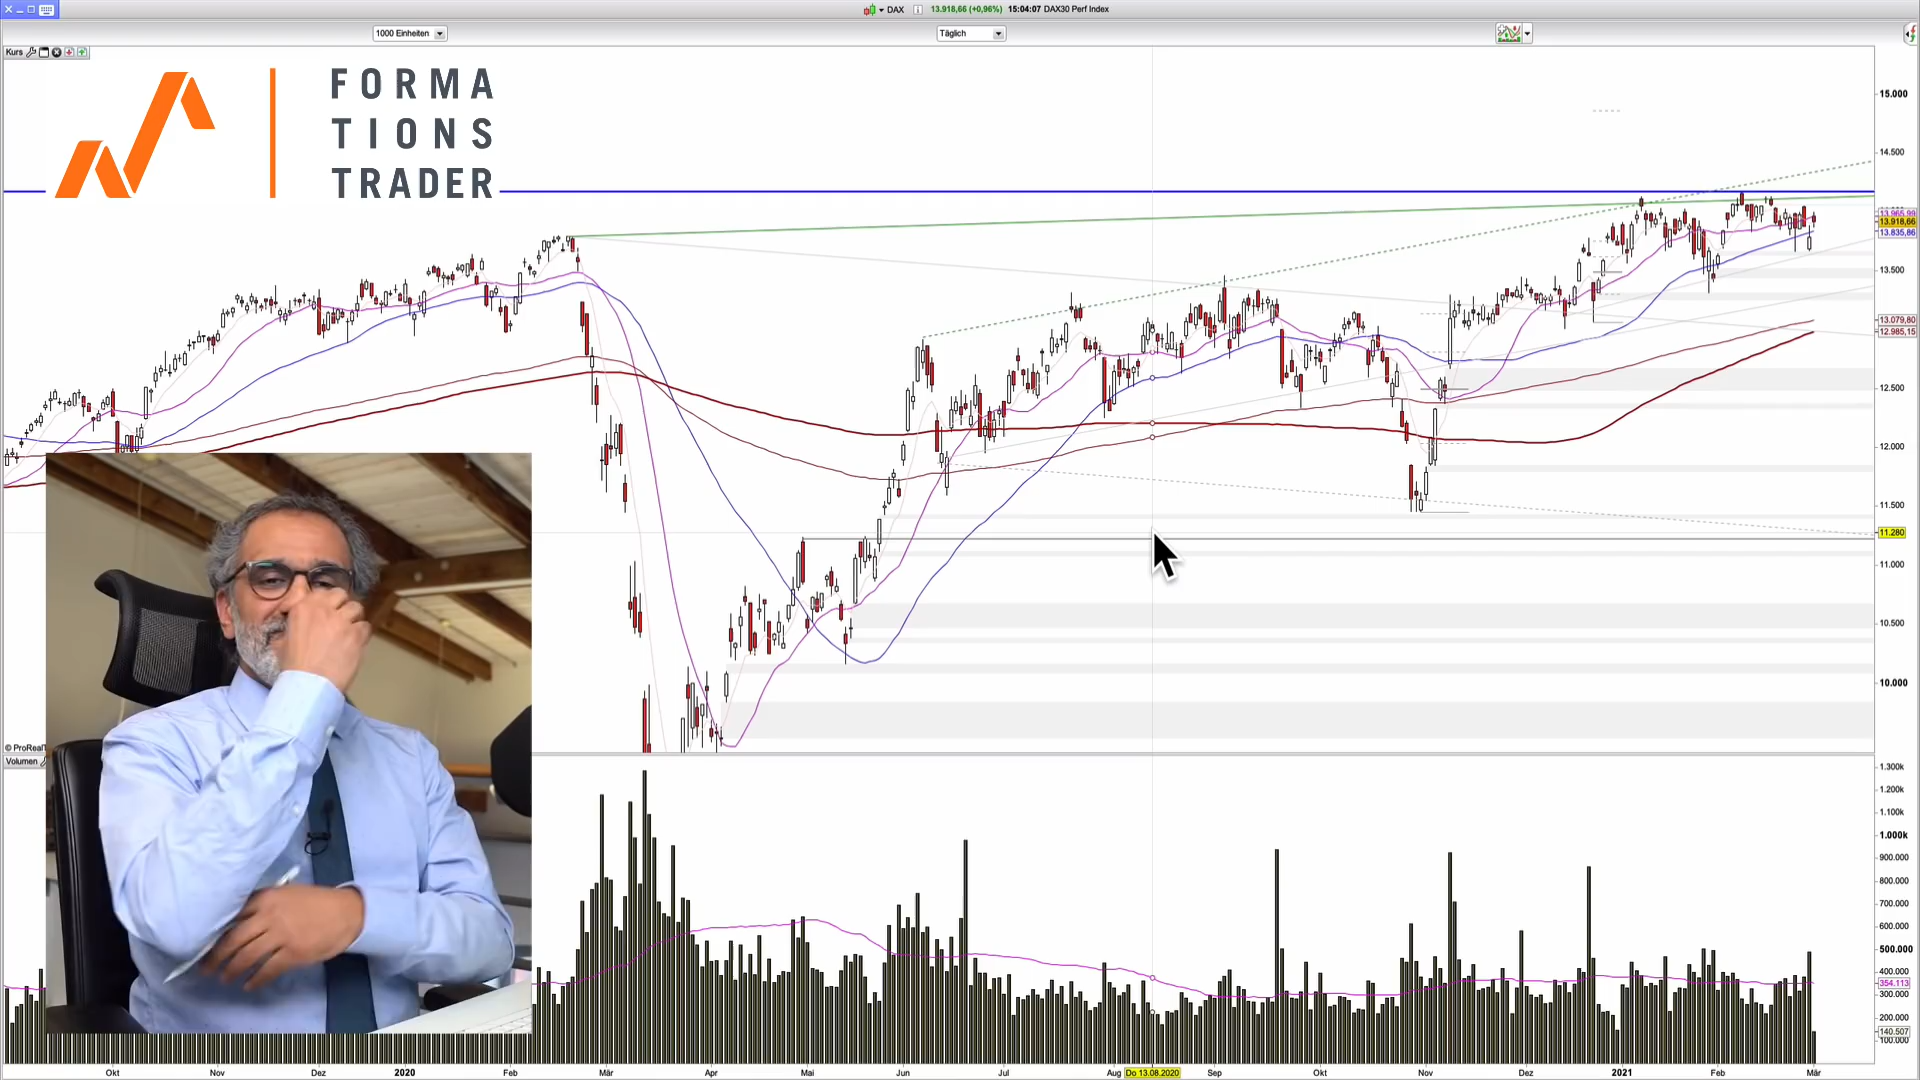 DAX 13.918,66 (+0,96%) 15:04:07 DAX30 Perf Index
1000 Einheiten
Täglich
Kurs
FORMA
TIONS
TRADER
15.000
14.500
13.965,99
13.918,66
13.835,86
13.500
13.079,80
12.985,15
12.500
12.000
11.500
11.280
11.000
10.500
10.000
© ProRealT
Volumen
1.300k
1.200k
1.100k
1.000k
900.000
800.000
700.000
600.000
500.000
400.000
354.113
300.000
200.000
140.507
100.000
Okt Nov Dez 2020 Feb Mär Apr Mai Jun Jul Aug Do 13.08.2020 Sep Okt Nov Dez 2021 Feb Mär